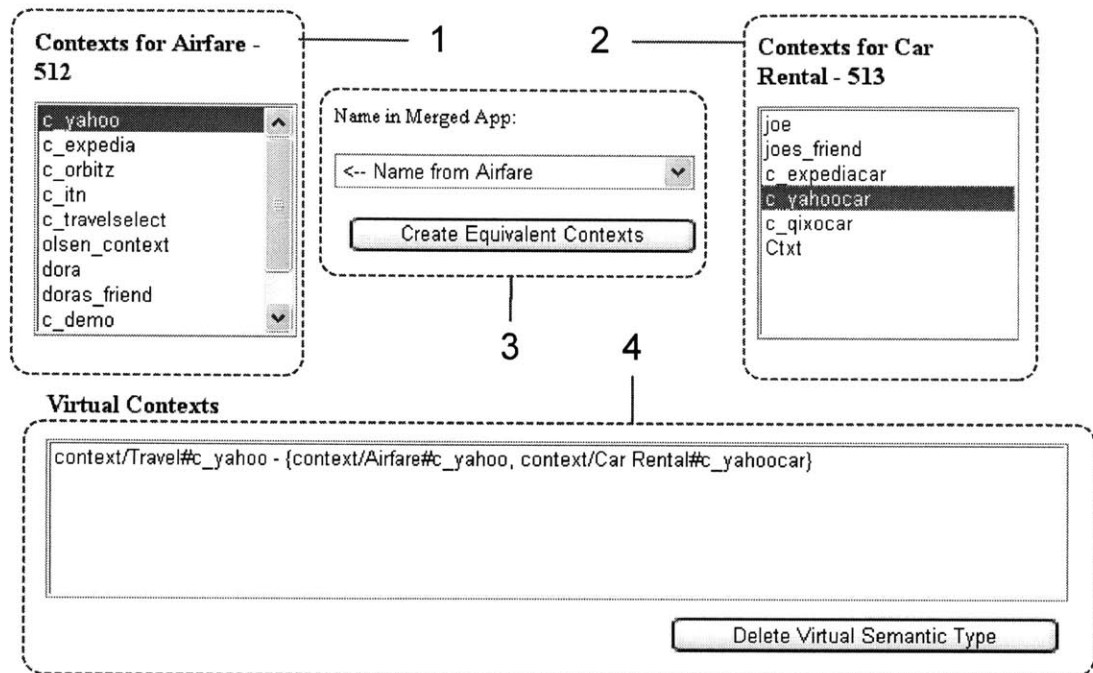 Contexts for Airfare -
512
1
c_yahoo
c_expedia
c_orbitz
c_itn
c_travelselect
olsen_context
dora
doras_friend
c_demo
Name in Merged App:
<-- Name from Airfare
Create Equivalent Contexts
3
2
Contexts for Car
Rental - 513
joe
joes_friend
c_expediacar
c_yahoocar
c_qixocar
Ctxt
4
Virtual Contexts
context/Travel#c_yahoo - {context/Airfare#c_yahoo, context/Car Rental#c_yahoocar}
Delete Virtual Semantic Type